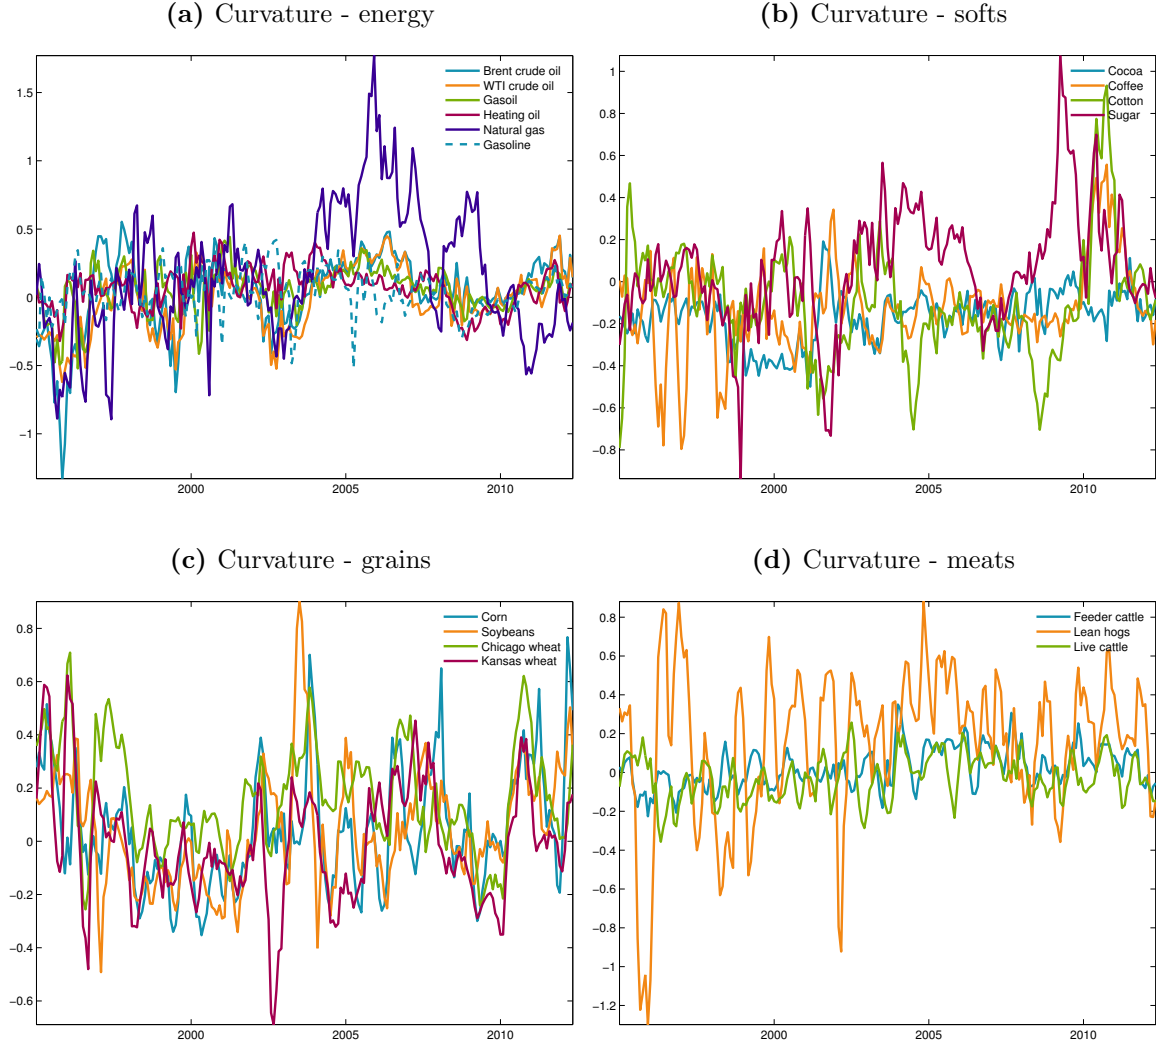 (a) Curvature - energy
1.5
1
0.5
0
−0.5
−1
2000
2005
2010
Brent crude oil
WTI crude oil
Gasoil
Heating oil
Natural gas
Gasoline
(b) Curvature - softs
1
0.8
0.6
0.4
0.2
0
−0.2
−0.4
−0.6
−0.8
2000
2005
2010
Cocoa
Coffee
Cotton
Sugar
(c) Curvature - grains
0.8
0.6
0.4
0.2
0
−0.2
−0.4
−0.6
2000
2005
2010
Corn
Soybeans
Chicago wheat
Kansas wheat
(d) Curvature - meats
0.8
0.6
0.4
0.2
0
−0.2
−0.4
−0.6
−0.8
−1
−1.2
2000
2005
2010
Feeder cattle
Lean hogs
Live cattle